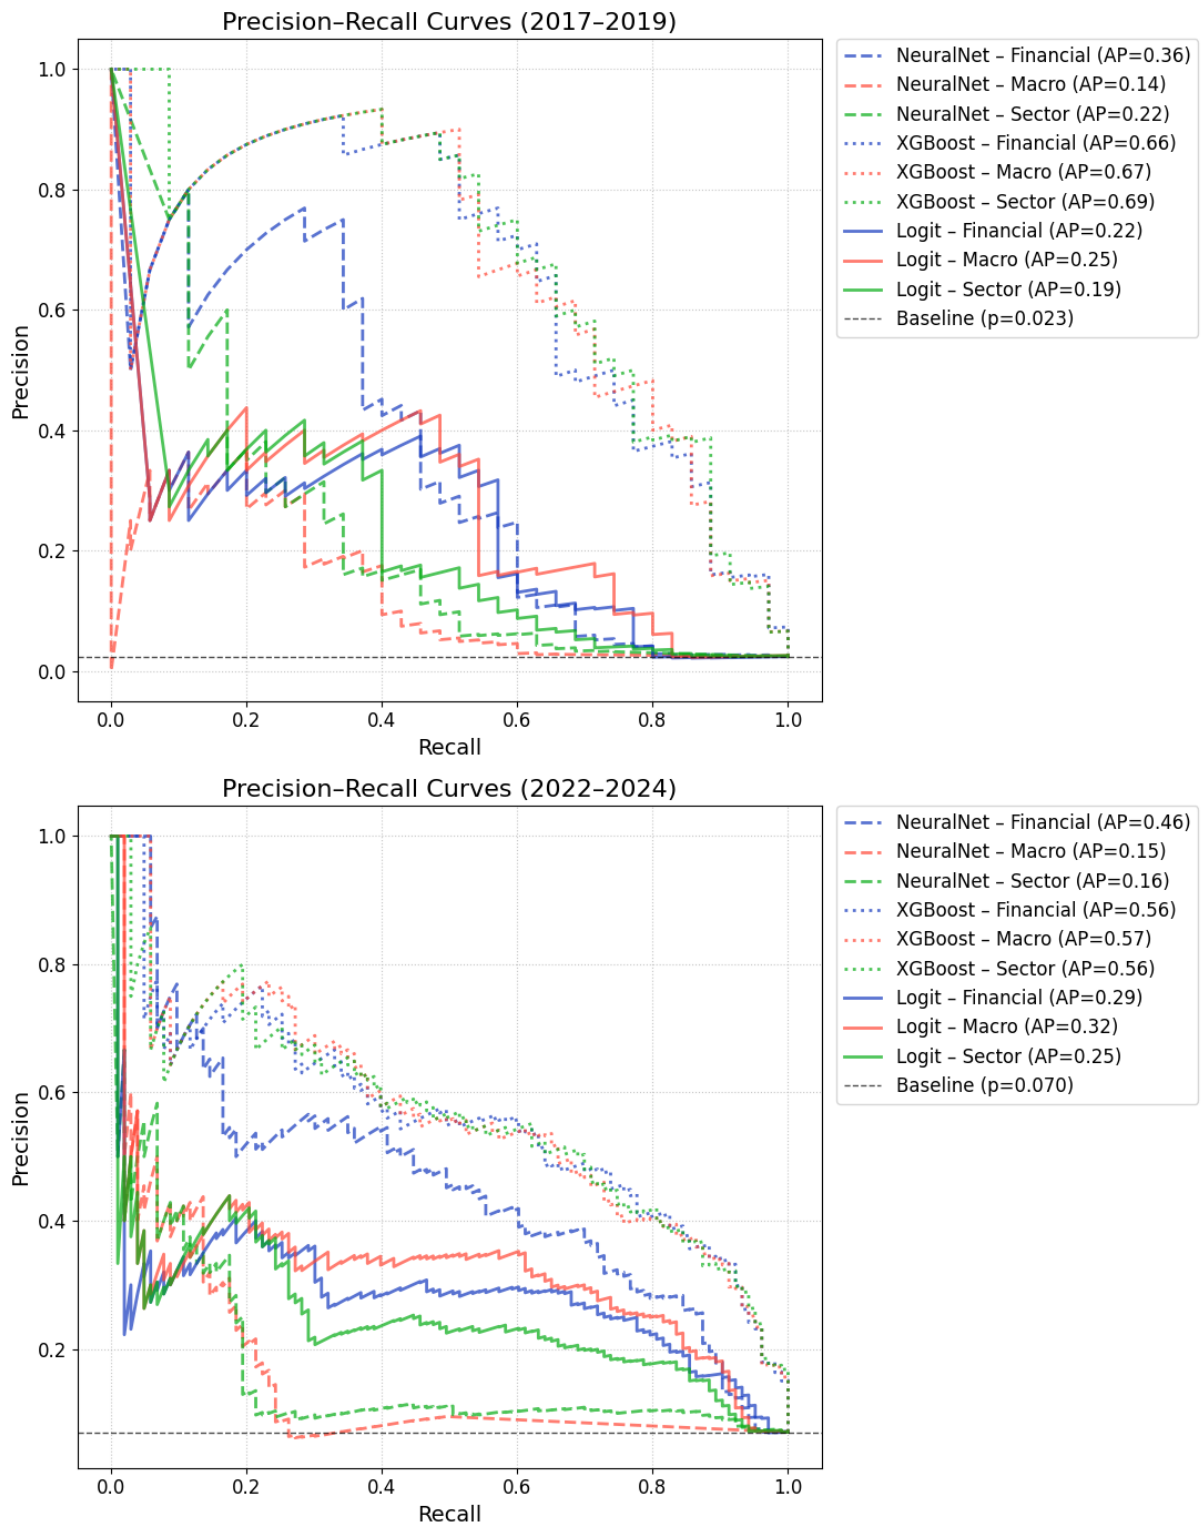 Precision–Recall Curves (2017–2019)
1.0
0.8
0.6
0.4
0.2
0.0
Precision
0.0 0.2 0.4 0.6 0.8 1.0
Recall
NeuralNet – Financial (AP=0.36)
NeuralNet – Macro (AP=0.14)
NeuralNet – Sector (AP=0.22)
XGBoost – Financial (AP=0.66)
XGBoost – Macro (AP=0.67)
XGBoost – Sector (AP=0.69)
Logit – Financial (AP=0.22)
Logit – Macro (AP=0.25)
Logit – Sector (AP=0.19)
Baseline (p=0.023)
Precision–Recall Curves (2022–2024)
1.0
0.8
0.6
0.4
0.2
Precision
0.0 0.2 0.4 0.6 0.8 1.0
Recall
NeuralNet – Financial (AP=0.46)
NeuralNet – Macro (AP=0.15)
NeuralNet – Sector (AP=0.16)
XGBoost – Financial (AP=0.56)
XGBoost – Macro (AP=0.57)
XGBoost – Sector (AP=0.56)
Logit – Financial (AP=0.29)
Logit – Macro (AP=0.32)
Logit – Sector (AP=0.25)
Baseline (p=0.070)